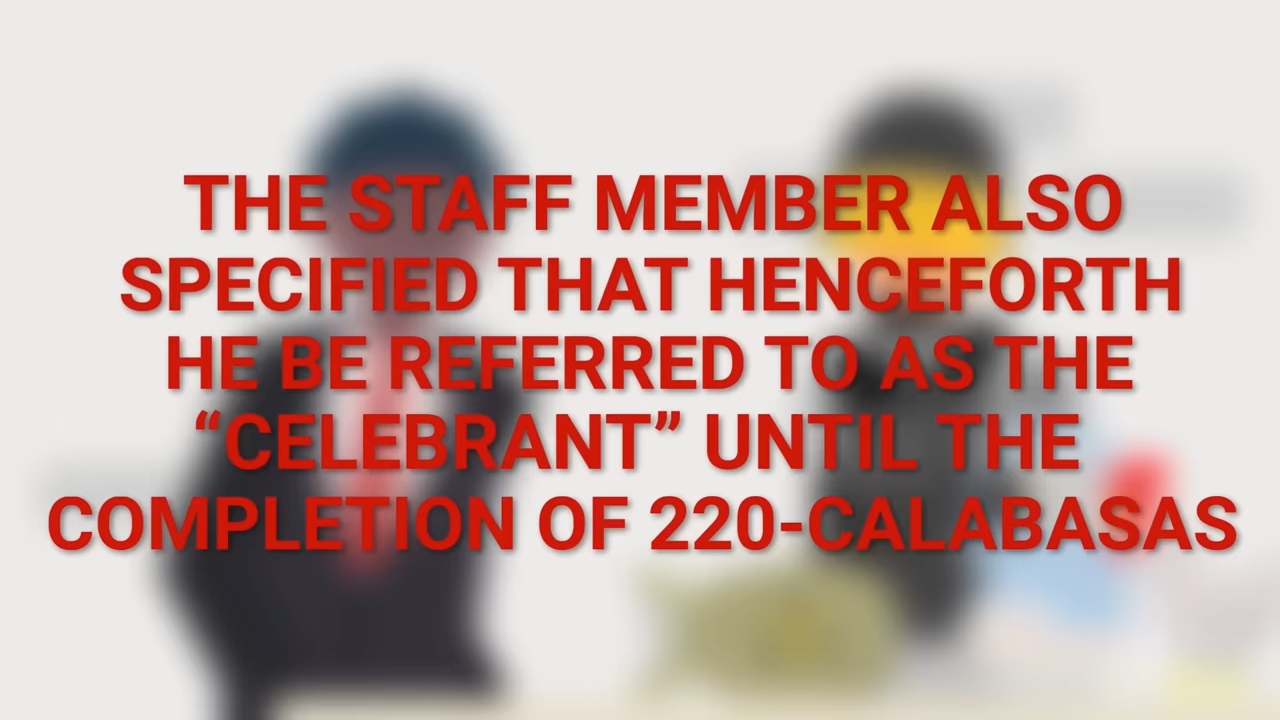 THE STAFF MEMBER ALSO
SPECIFIED THAT HENCEFORTH
HE BE REFERRED TO AS THE
“CELEBRANT” UNTIL THE
COMPLETION OF 220-CALABASAS